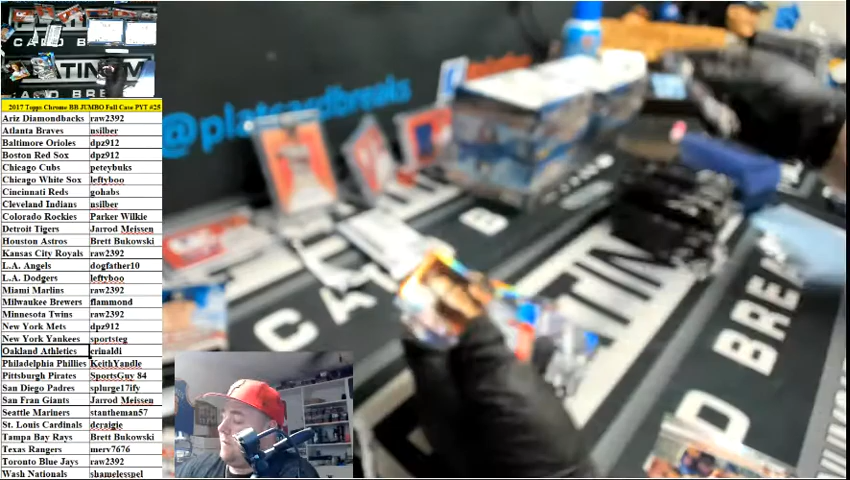 2017 Topps Chrome BB JUMBO Full Case PYT #25
Ariz Diamondbacks raw2392
Atlanta Braves nsilber
Baltimore Orioles dpz912
Boston Red Sox dpz912
Chicago Cubs peteybuks
Chicago White Sox leftyboo
Cincinnati Reds gohabs
Cleveland Indians nsilber
Colorado Rockies Parker Wilkie
Detroit Tigers Jarrod Meissen
Houston Astros Brett Bukowski
Kansas City Royals raw2392
L.A. Angels dogfather10
L.A. Dodgers leftyboo
Miami Marlins raw2392
Milwaukee Brewers flammond
Minnesota Twins raw2392
New York Mets dpz912
New York Yankees sportsteg
Oakland Athletics crinaldi
Philadelphia Phillies KeithYandle
Pittsburgh Pirates SportsGuy 84
San Diego Padres splurge17ify
San Fran Giants Jarrod Meissen
Seattle Mariners stantheman57
St. Louis Cardinals dcraigie
Tampa Bay Rays Brett Bukowski
Texas Rangers merv7676
Toronto Blue Jays raw2392
Wash Nationals shamelesspel
@platcardbreaks
CA D B
PLATINUM
CARD BREA